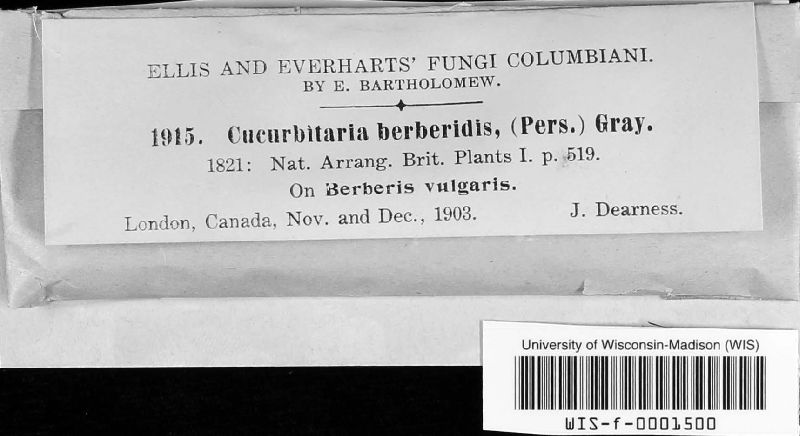 ELLIS AND EVERHARTS' FUNGI COLUMBIANI.
BY E. BARTHOLOMEW.
1915. Cucurbitaria berberidis, (Pers.) Gray.
1821: Nat. Arrang. Brit. Plants I. p. 519.
On Berberis vulgaris.
London, Canada, Nov. and Dec., 1903. J. Dearness.
University of Wisconsin-Madison (WIS)
WIS-f-0001500